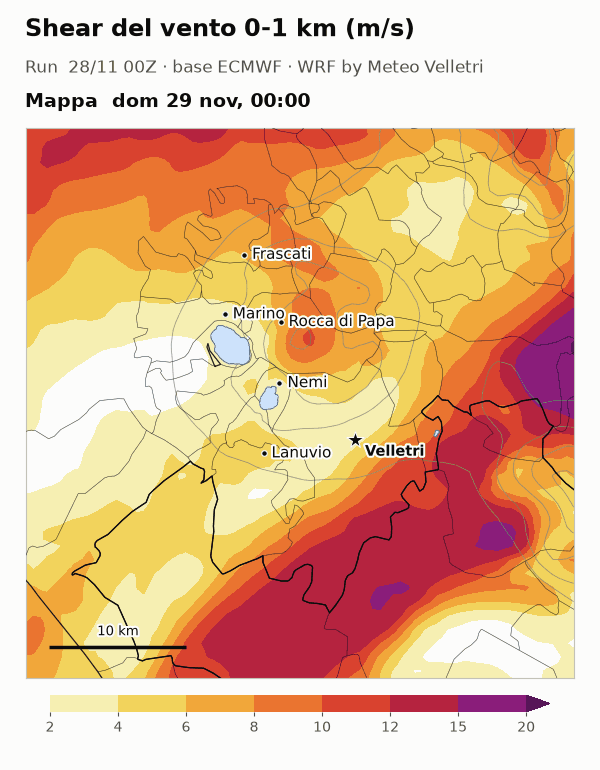 Shear del vento 0-1 km (m/s)
Run  28/11 00Z · base ECMWF · WRF by Meteo Velletri
Mappa  dom 29 nov, 00:00
Frascati
Marino
Rocca di Papa
Nemi
Velletri
Lanuvio
10 km
2 4 6 8 10 12 15 20